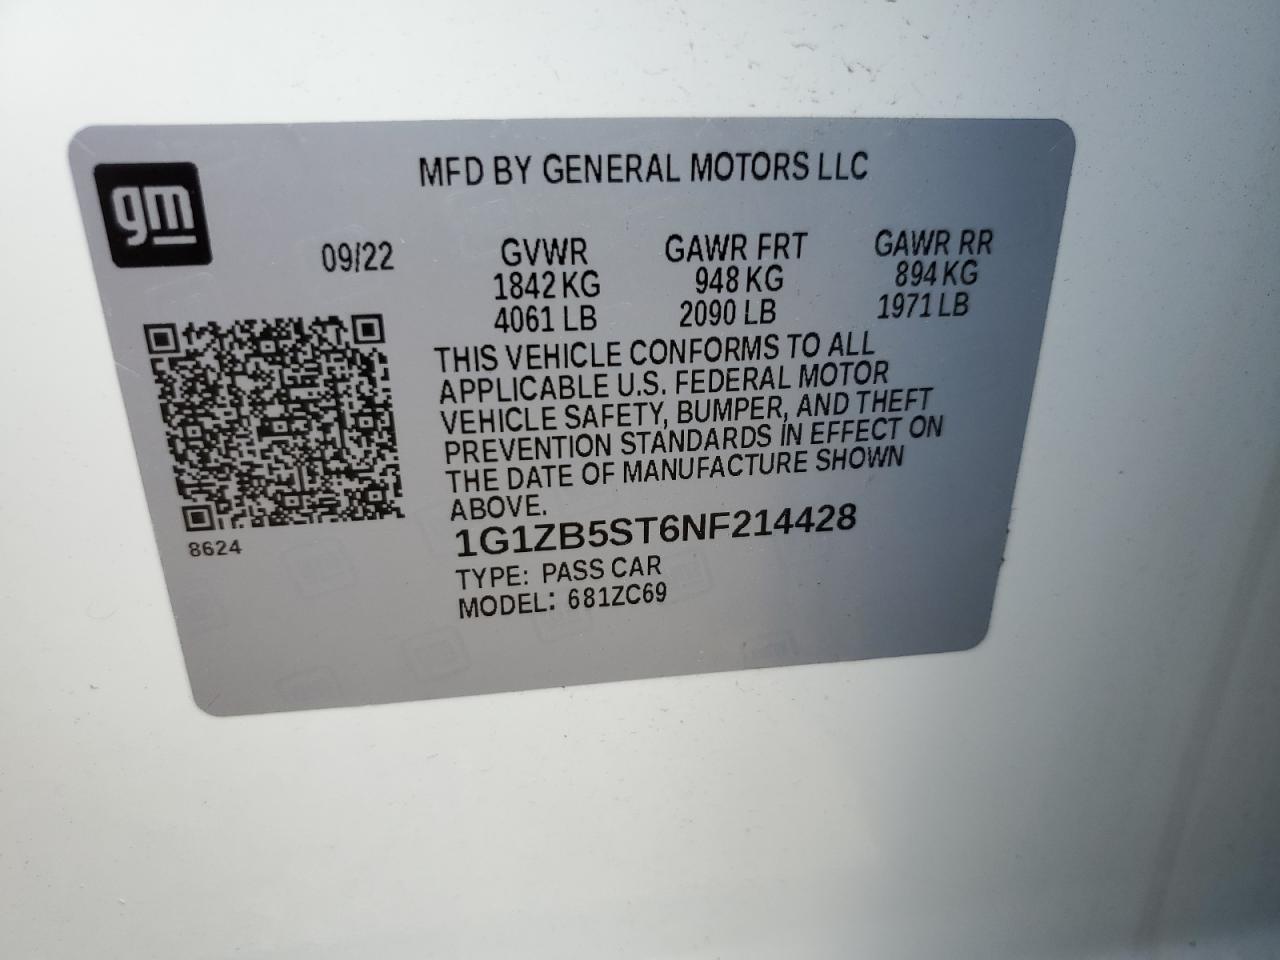 MFD BY GENERAL MOTORS LLC
gm
09/22
GVWR GAWR FRT GAWR RR
1842 KG 948 KG 894 KG
4061 LB 2090 LB 1971 LB
THIS VEHICLE CONFORMS TO ALL
APPLICABLE U.S. FEDERAL MOTOR
VEHICLE SAFETY, BUMPER, AND THEFT
PREVENTION STANDARDS IN EFFECT ON
THE DATE OF MANUFACTURE SHOWN
ABOVE.
8624
1G1ZB5ST6NF214428
TYPE: PASS CAR
MODEL: 681ZC69